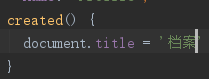 created() {
document.title = '档案'
}